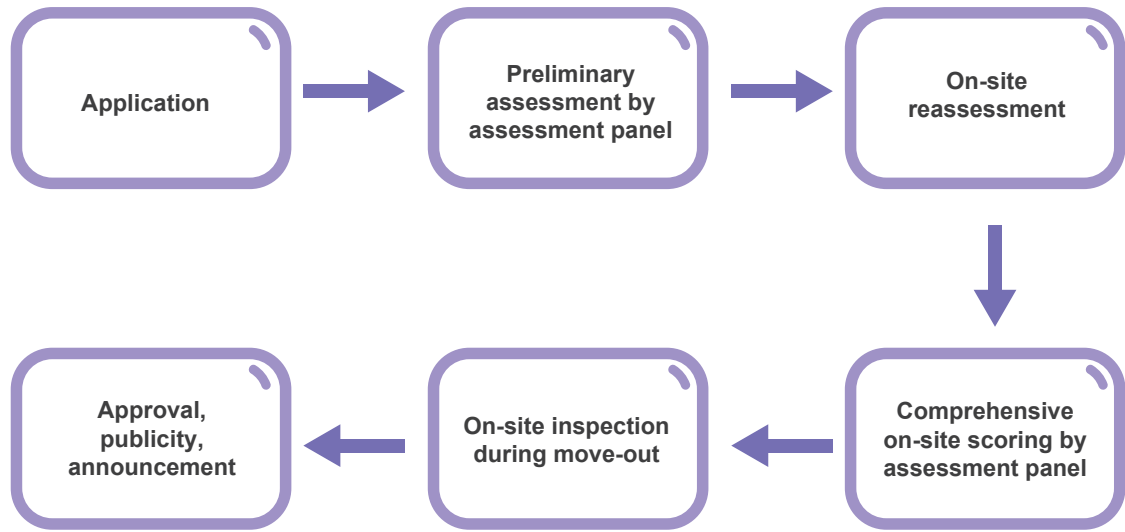 Application
Preliminary
assessment by
assessment panel
On-site
reassessment
Comprehensive
on-site scoring by
assessment panel
On-site inspection
during move-out
Approval,
publicity,
announcement